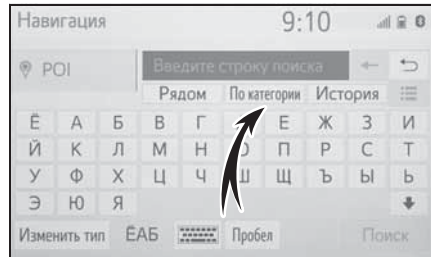 Навигация 9:10
POI Введите строку поиска
Рядом По категории История
Ё А Б В Г Е Ж З И
Й К Л М Н О П Р С Т
У Ф Х Ц Ч Ш Щ Ъ Ы Ь
Э Ю Я
Изменить тип ЁАБ Пробел Поиск